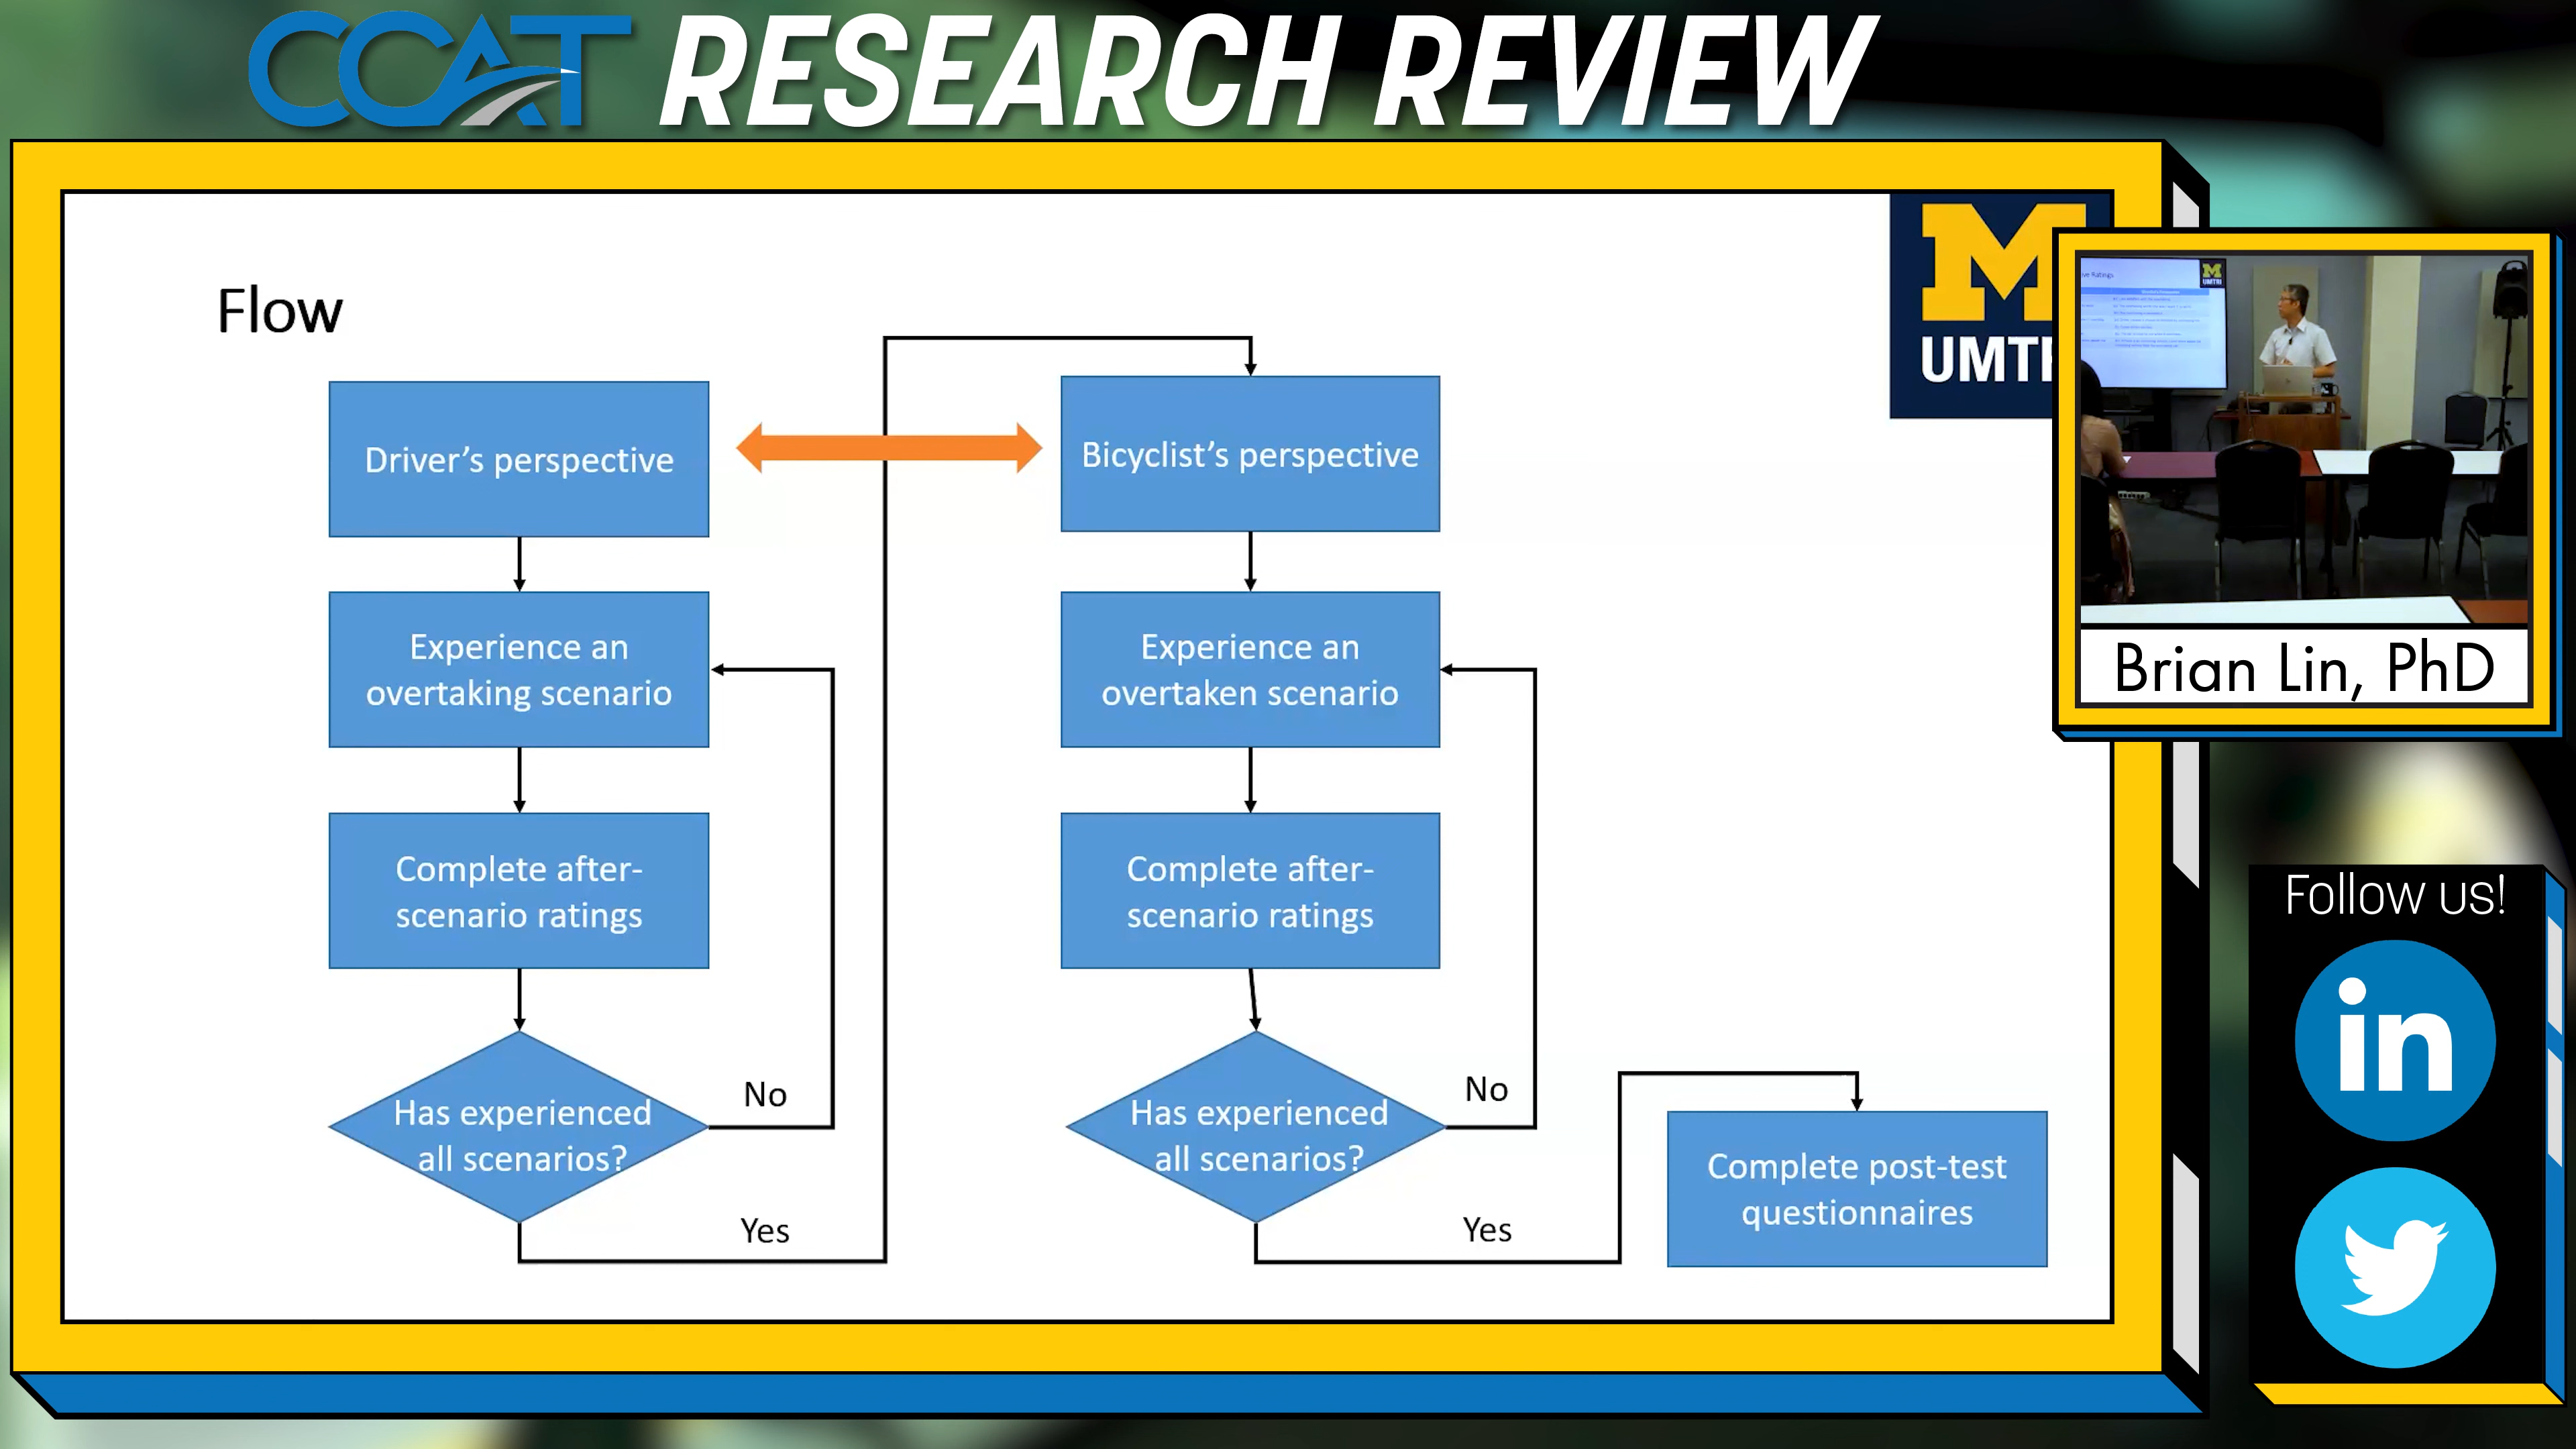 CCAT RESEARCH REVIEW
Flow
M
UMTRI
Driver's perspective
Bicyclist's perspective
Experience an
overtaking scenario
Experience an
overtaken scenario
Complete after-
scenario ratings
Complete after-
scenario ratings
Has experienced
all scenarios?
No
Yes
Has experienced
all scenarios?
No
Yes
Complete post-test
questionnaires
M
UMTRI
Brian Lin, PhD
Follow us!
in